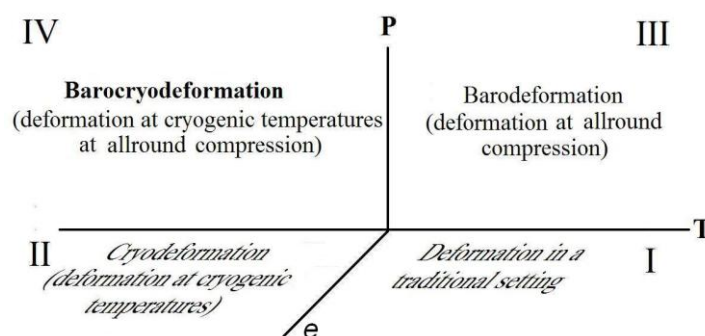 IV
P
III
Barocryodeformation
(deformation at cryogenic temperatures
at allround compression)
Barodeformation
(deformation at allround
compression)
T
II
Cryodeformation
(deformation at cryogenic
temperatures)
Deformation in a
traditional setting
I
e